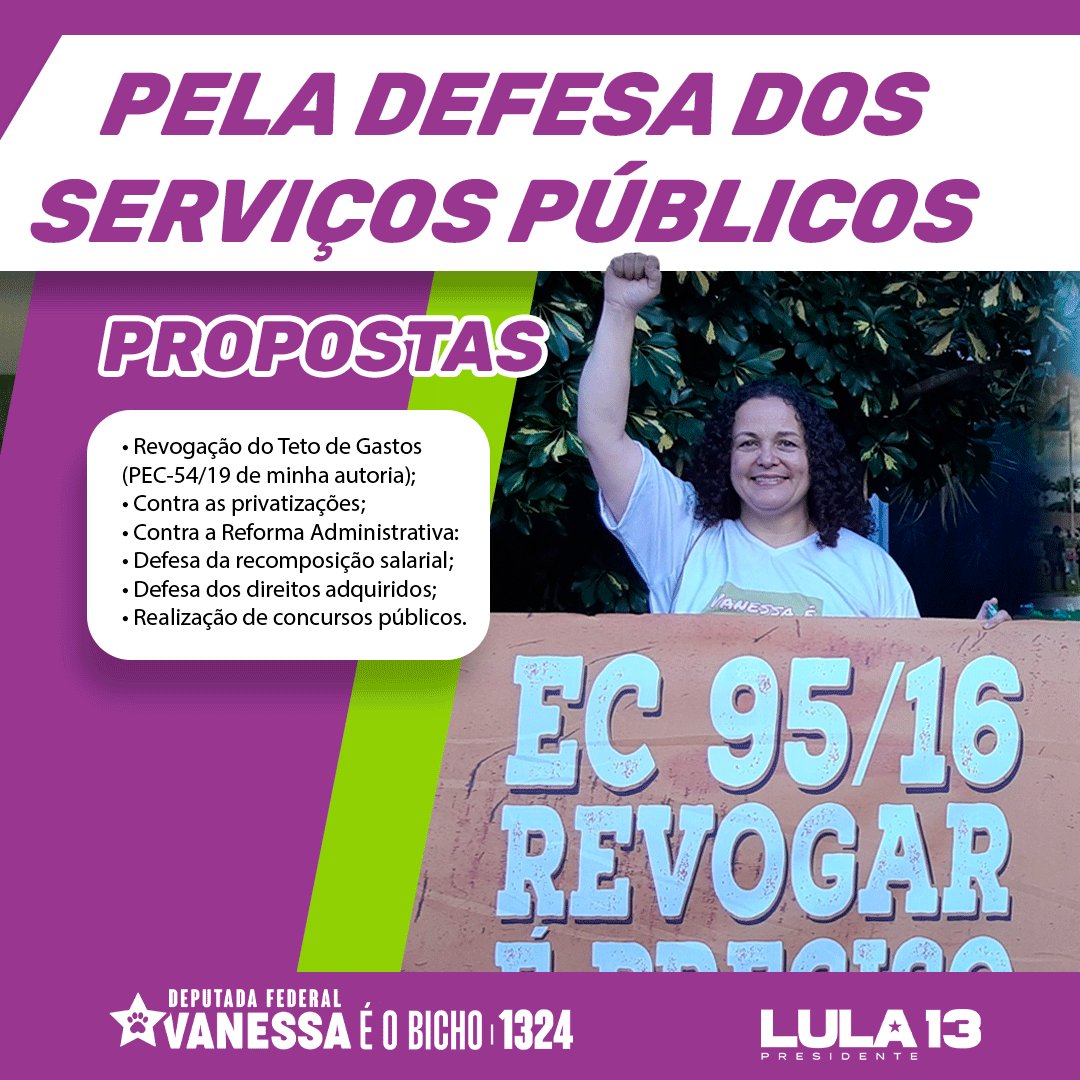 PELA DEFESA DOS
SERVIÇOS PÚBLICOS
PROPOSTAS
• Revogação do Teto de Gastos
(PEC-54/19 de minha autoria);
• Contra as privatizações;
• Contra a Reforma Administrativa:
• Defesa da recomposição salarial;
• Defesa dos direitos adquiridos;
• Realização de concursos públicos.
VANESSA É
EC 95/16
REVOGAR
É PRECISO
DEPUTADA FEDERAL
VANESSA É O BICHO 1324
LULA 13
PRESIDENTE